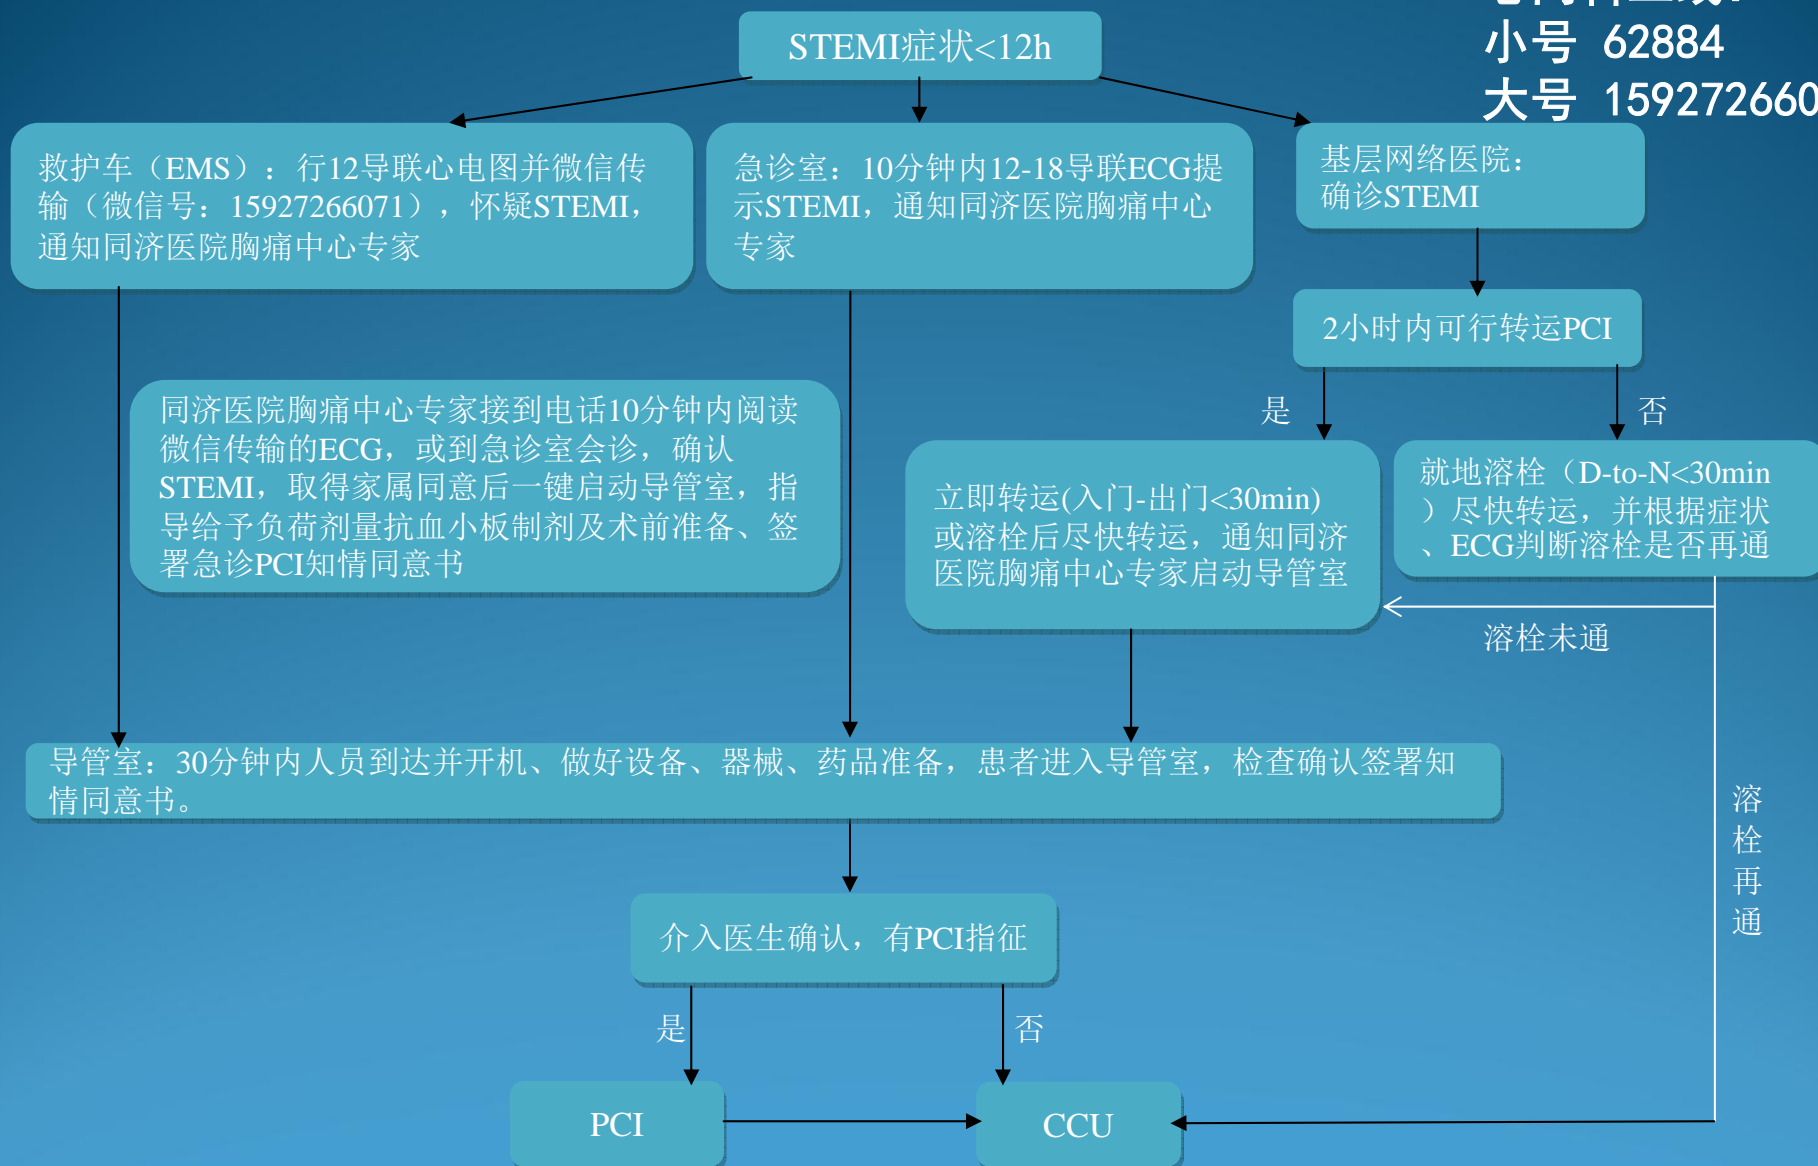 小号 62884
大号 159272660
STEMI症状<12h
救护车（EMS）：行12导联心电图并微信传
输（微信号：15927266071），怀疑STEMI，
通知同济医院胸痛中心专家
急诊室：10分钟内12-18导联ECG提
示STEMI，通知同济医院胸痛中心
专家
基层网络医院：
确诊STEMI
2小时内可行转运PCI
是
否
同济医院胸痛中心专家接到电话10分钟内阅读
微信传输的ECG，或到急诊室会诊，确认
STEMI，取得家属同意后一键启动导管室，指
导给予负荷剂量抗血小板制剂及术前准备、签
署急诊PCI知情同意书
立即转运(入门-出门<30min)
或溶栓后尽快转运，通知同济
医院胸痛中心专家启动导管室
就地溶栓（D-to-N<30min
）尽快转运，并根据症状
、ECG判断溶栓是否再通
溶栓未通
溶栓再通
导管室：30分钟内人员到达并开机、做好设备、器械、药品准备，患者进入导管室，检查确认签署知
情同意书。
介入医生确认，有PCI指征
是
否
PCI
CCU